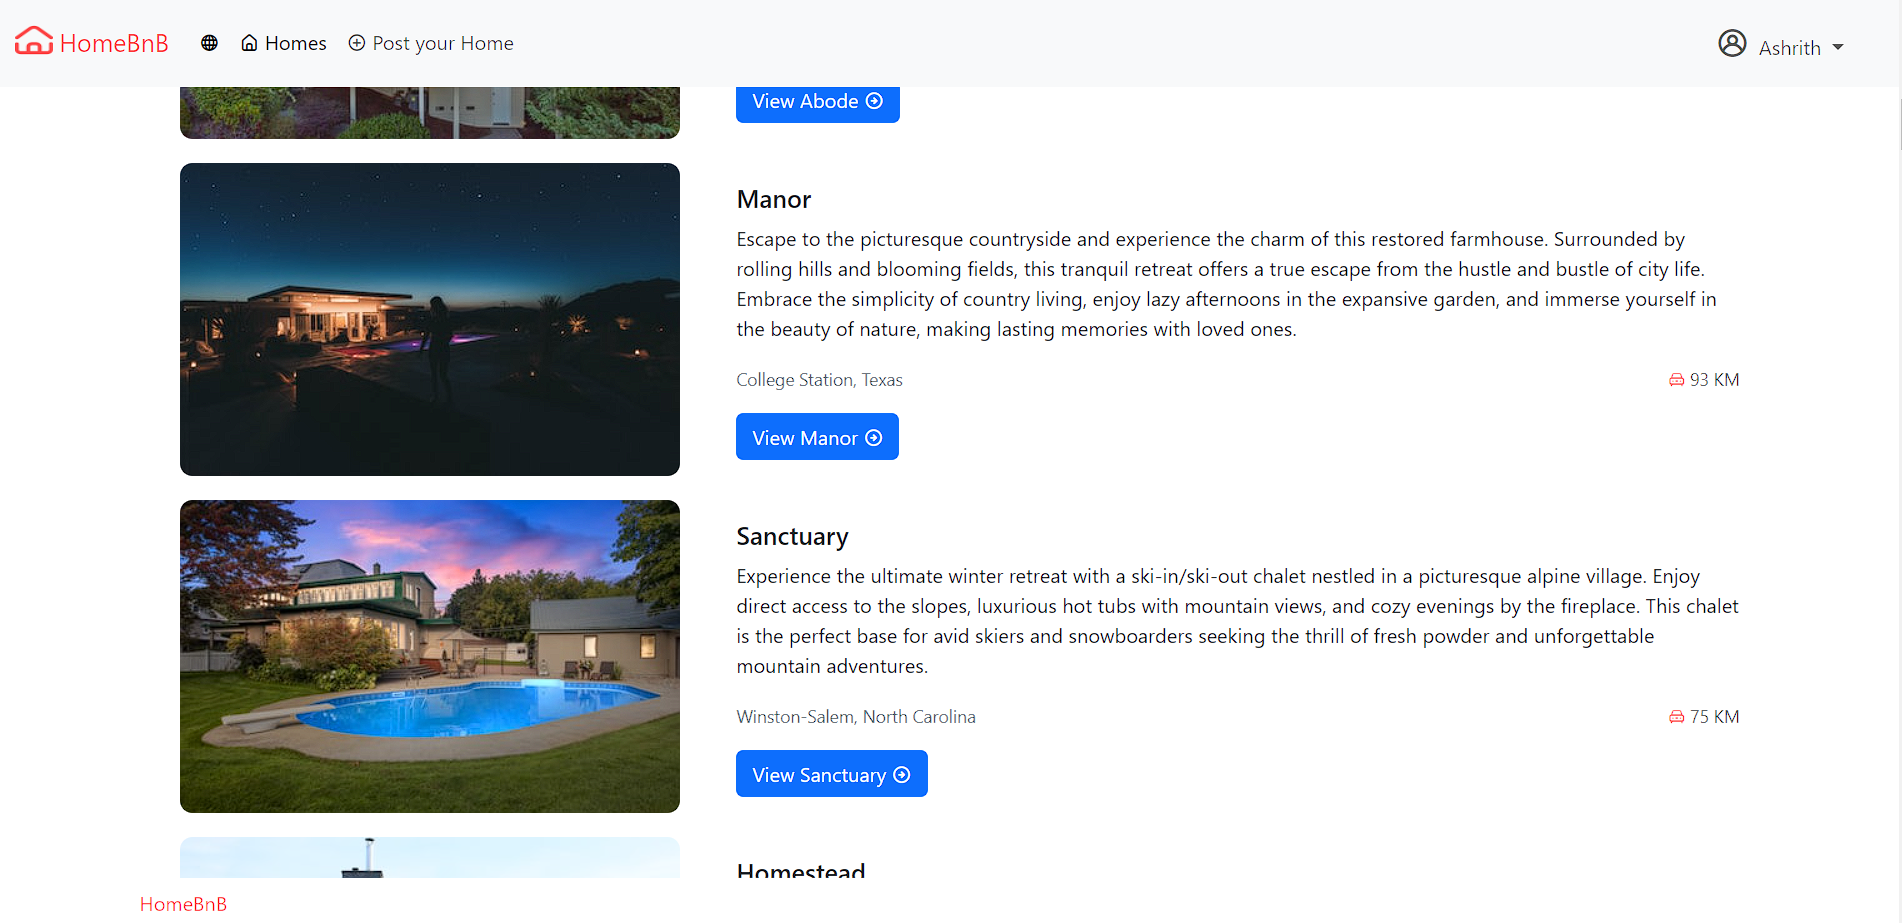 HomeBnB
Homes
Post your Home
Ashrith
View Abode
Manor
Escape to the picturesque countryside and experience the charm of this restored farmhouse. Surrounded by
rolling hills and blooming fields, this tranquil retreat offers a true escape from the hustle and bustle of city life.
Embrace the simplicity of country living, enjoy lazy afternoons in the expansive garden, and immerse yourself in
the beauty of nature, making lasting memories with loved ones.
College Station, Texas
93 KM
View Manor
Sanctuary
Experience the ultimate winter retreat with a ski-in/ski-out chalet nestled in a picturesque alpine village. Enjoy
direct access to the slopes, luxurious hot tubs with mountain views, and cozy evenings by the fireplace. This chalet
is the perfect base for avid skiers and snowboarders seeking the thrill of fresh powder and unforgettable
mountain adventures.
Winston-Salem, North Carolina
75 KM
View Sanctuary
Homestead
HomeBnB